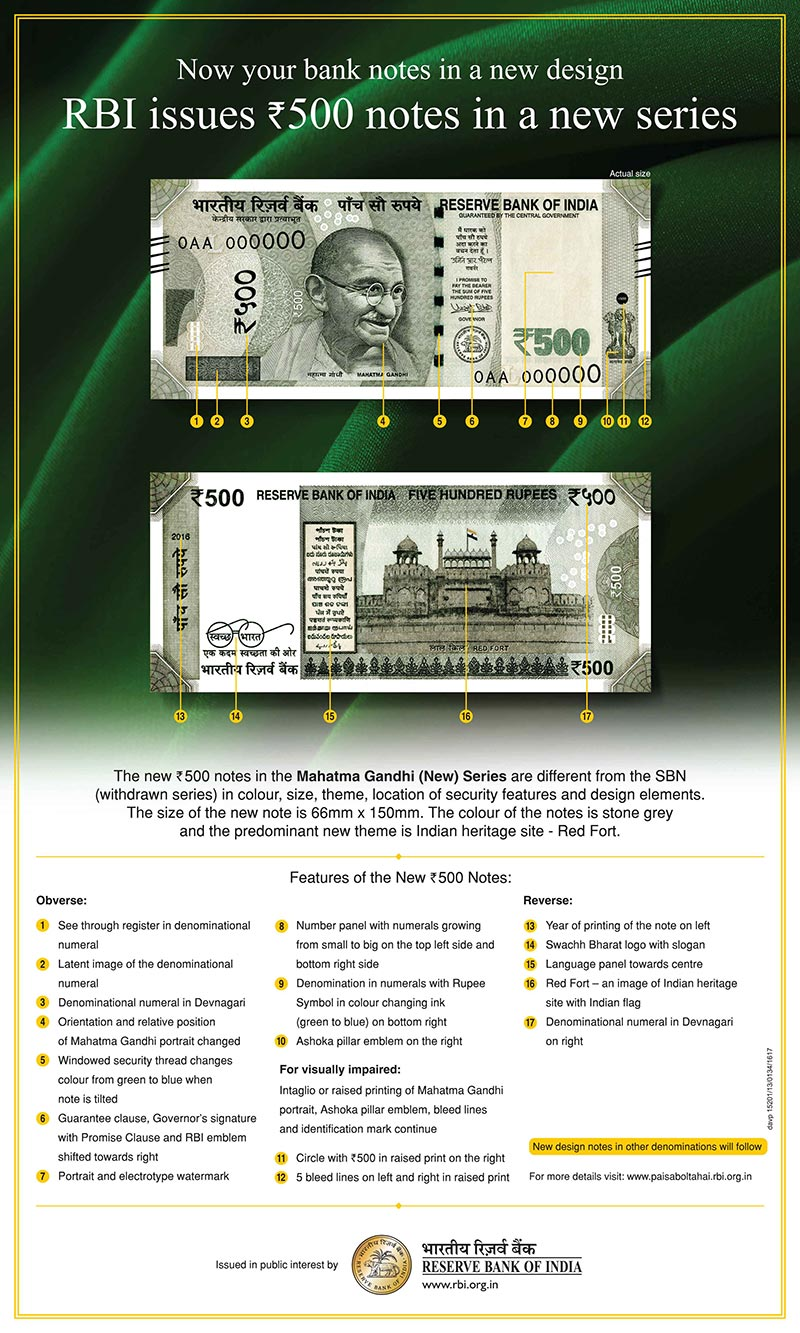 Now your bank notes in a new design
RBI issues ₹500 notes in a new series
Actual size
भारतीय रिज़र्व बैंक
केन्द्रीय सरकार द्वारा प्रत्याभूत
पाँच सौ रुपये
RESERVE BANK OF INDIA
GUARANTEED BY THE CENTRAL GOVERNMENT
0AA 000000
₹५००
₹500
मैं धारक को
पाँच सौ रुपये
अदा करने का
वचन देता हूँ ।
I PROMISE TO
PAY THE BEARER
THE SUM OF FIVE
HUNDRED RUPEES
GOVERNOR
₹500
महात्मा गांधी MAHATMA GANDHI
0AA 000000
1 2 3 4 5 6 7 8 9 10 11 12
₹500 RESERVE BANK OF INDIA FIVE HUNDRED RUPEES ₹५००
2016
पाँच सौ रुपये
₹500
स्वच्छ भारत
एक कदम स्वच्छता की ओर
भारतीय रिज़र्व बैंक
लाल किला RED FORT
₹500
13 14 15 16 17
The new ₹500 notes in the Mahatma Gandhi (New) Series are different from the SBN
(withdrawn series) in colour, size, theme, location of security features and design elements.
The size of the new note is 66mm x 150mm. The colour of the notes is stone grey
and the predominant new theme is Indian heritage site - Red Fort.
Features of the New ₹500 Notes:
Obverse:
1 See through register in denominational
numeral
2 Latent image of the denominational
numeral
3 Denominational numeral in Devnagari
4 Orientation and relative position
of Mahatma Gandhi portrait changed
5 Windowed security thread changes
colour from green to blue when
note is tilted
6 Guarantee clause, Governor's signature
with Promise Clause and RBI emblem
shifted towards right
7 Portrait and electrotype watermark
8 Number panel with numerals growing
from small to big on the top left side and
bottom right side
9 Denomination in numerals with Rupee
Symbol in colour changing ink
(green to blue) on bottom right
10 Ashoka pillar emblem on the right
For visually impaired:
Intaglio or raised printing of Mahatma Gandhi
portrait, Ashoka pillar emblem, bleed lines
and identification mark continue
11 Circle with ₹500 in raised print on the right
12 5 bleed lines on left and right in raised print
Reverse:
13 Year of printing of the note on left
14 Swachh Bharat logo with slogan
15 Language panel towards centre
16 Red Fort – an image of Indian heritage
site with Indian flag
17 Denominational numeral in Devnagari
on right
davp 15201/13/0134/1617
New design notes in other denominations will follow
For more details visit: www.paisaboltahai.rbi.org.in
Issued in public interest by
भारतीय रिज़र्व बैंक
RESERVE BANK OF INDIA
www.rbi.org.in